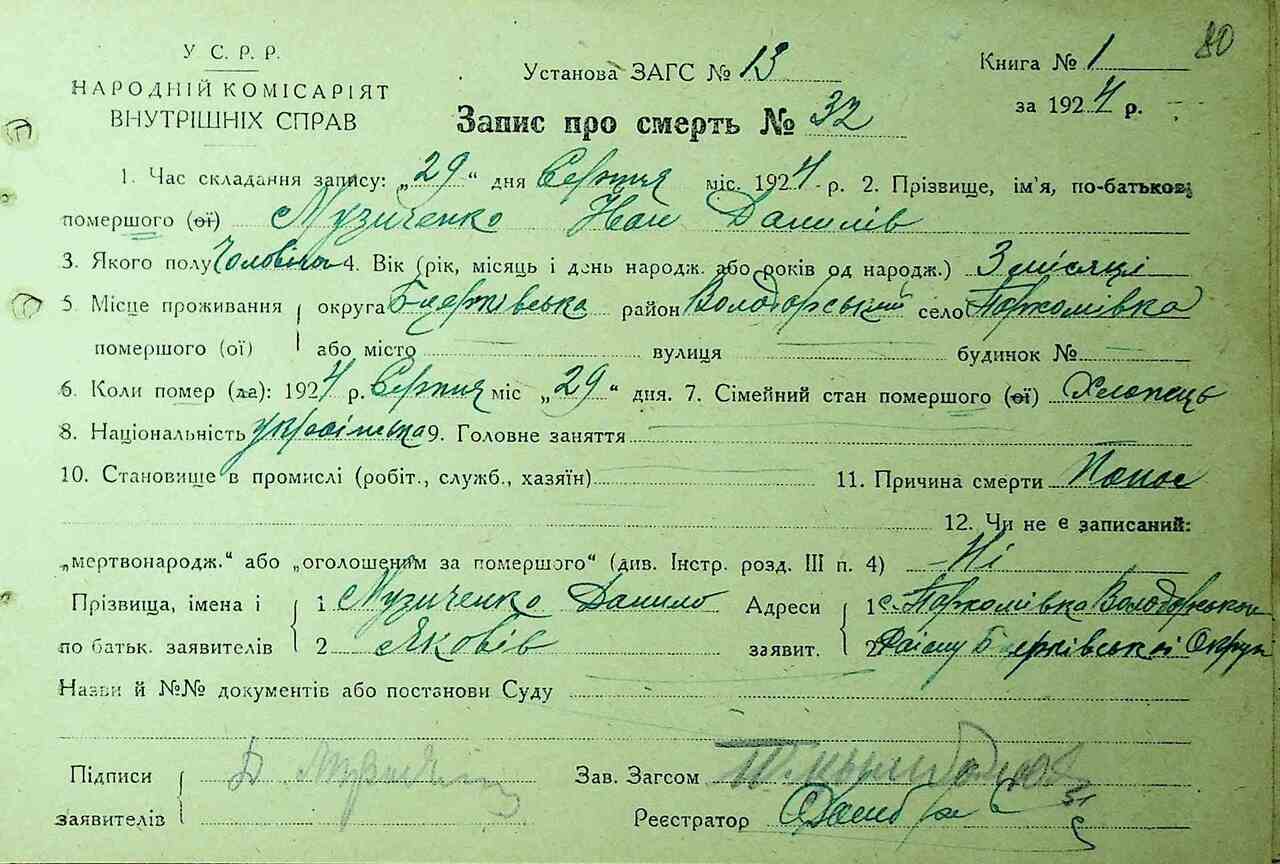 80
У С. Р. Р.
НАРОДНІЙ КОМІСАРІЯТ
ВНУТРІШНІХ СПРАВ
Установа ЗАГС № 13
Книга № 1
за 1924 р.
Запис про смерть № 32
1. Час складання запису: „29“ дня Серпня міс. 1924 р. 2. Прізвище, ім'я, по-батькові
помершого (ої) Музиченко Іван Данилів
3. Якого полу Чоловіча 4. Вік (рік, місяць і день народж. або років од народж.) 3 місяці
5 Місце проживання округа Б.церківська район Володорський село Пархомівка
помершого (ої) або місто вулиця будинок №
6. Коли помер (ла): 1924 р. Серпня міс „29“ дня. 7. Сімейний стан помершого (ої) Хлопець
8. Національність українська 9. Головне заняття
10. Становище в промислі (робіт., служб., хазяїн) 11. Причина смерти Понос
12. Чи не є записаний:
„мертвонародж.“ або „оголошеним за помершого“ (див. Інстр. розд. III п. 4) Ні
Прізвища, імена і по батьк. заявителів 1 Музиченко Данило
2 Яковів
Адреси заявит. 1 с. Пархомівка Володорського
2 Району Б церківської Округи
Назви й №№ документів або постанови Суду
Підписи заявителів Д.
Зав. Загсом
Реєстратор